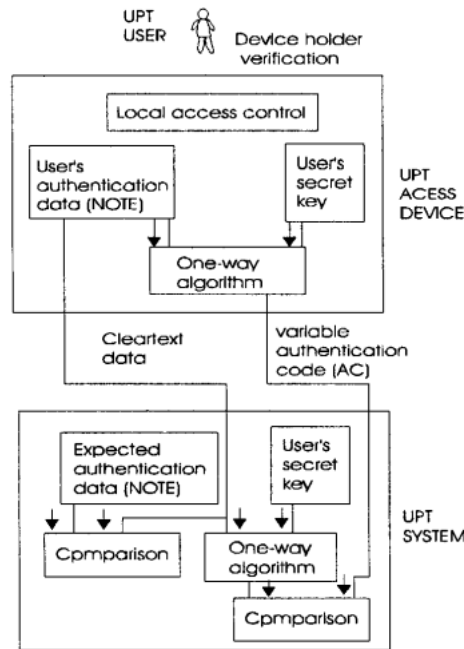 UPT
USER
Device holder
verification
Local access control
User's
authentication
data (NOTE)
User's
secret
key
UPT
ACESS
DEVICE
One-way
algorithm
Cleartext
data
variable
authentication
code (AC)
Expected
authentication
data (NOTE)
User's
secret
key
UPT
SYSTEM
Cpmparison
One-way
algorithm
Cpmparison